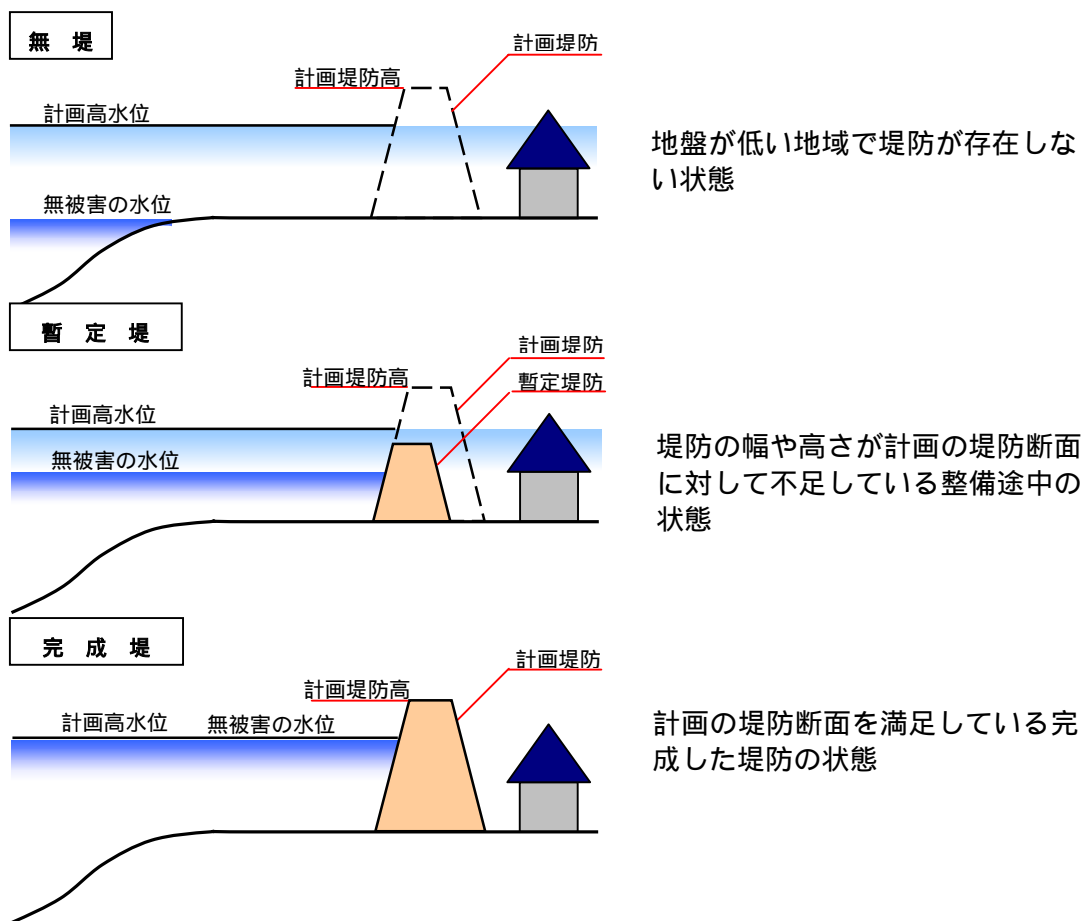 無 堤
計画堤防
計画堤防高
計画高水位
無被害の水位
地盤が低い地域で堤防が存在しな
い状態
暫 定 堤
計画堤防
計画堤防高
暫定堤防
計画高水位
無被害の水位
堤防の幅や高さが計画の堤防断面
に対して不足している整備途中の
状態
完 成 堤
計画堤防
計画堤防高
計画高水位 無被害の水位
計画の堤防断面を満足している完
成した堤防の状態